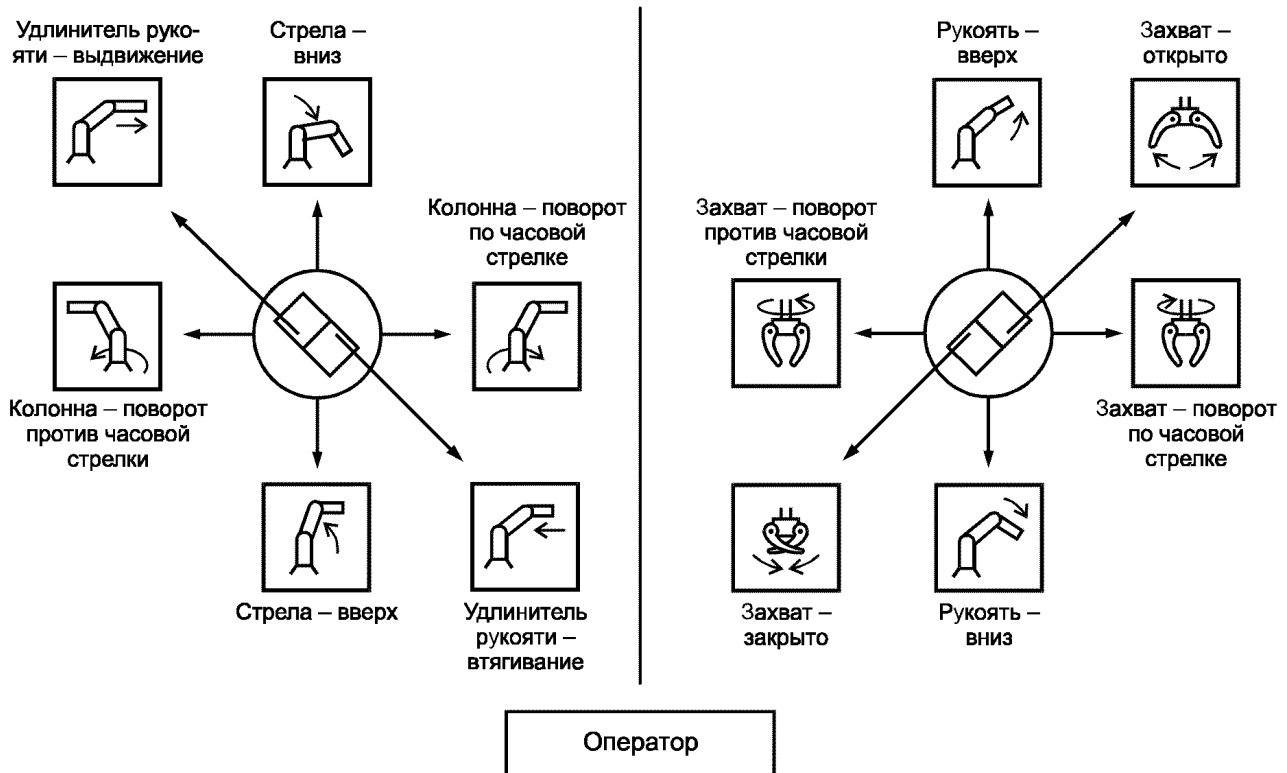 Удлинитель руко-
яти – выдвижение
Стрела –
вниз
Колонна – поворот
по часовой
стрелке
Колонна – поворот
против часовой
стрелки
Стрела – вверх
Удлинитель
рукояти –
втягивание
Рукоять –
вверх
Захват –
открыто
Захват – поворот
против часовой
стрелки
Захват – поворот
по часовой
стрелке
Захват –
закрыто
Рукоять –
вниз
Оператор